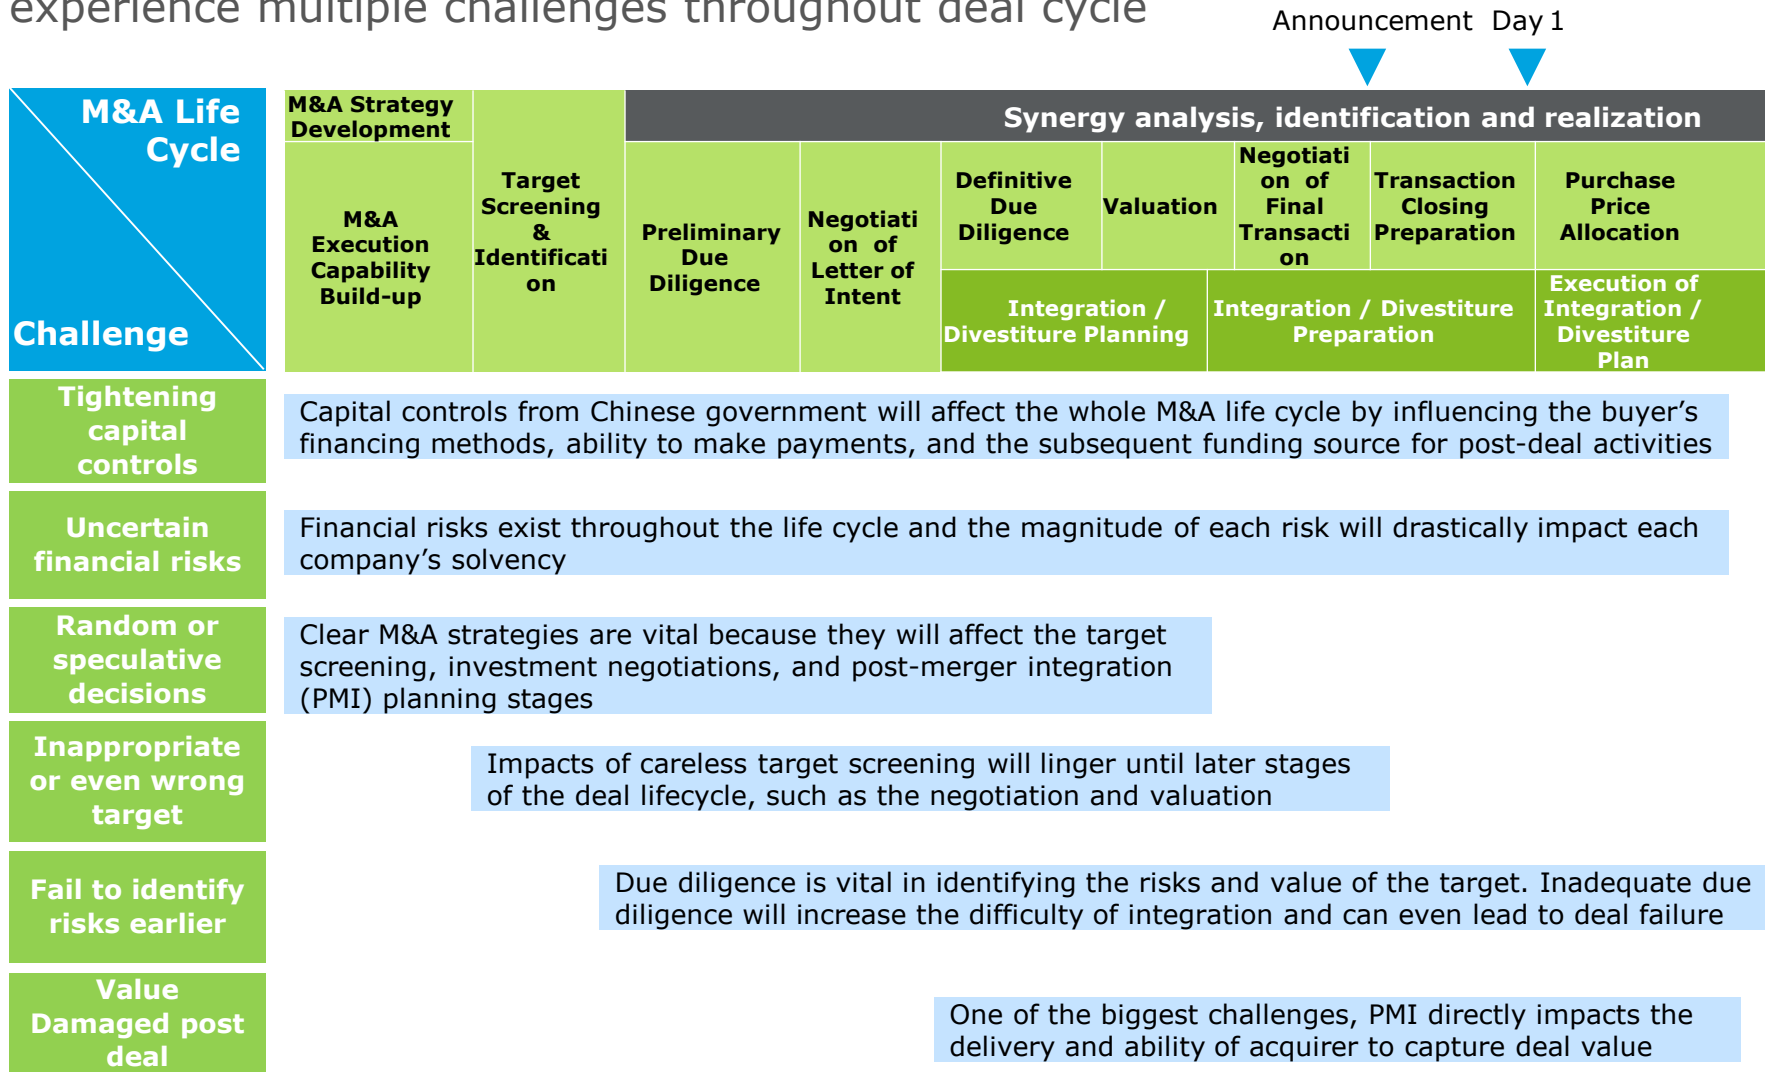 experience multiple challenges throughout deal cycle
Announcement Day 1
M&A Life
Cycle
Challenge
M&A Strategy
Development
M&A
Execution
Capability
Build-up
Target
Screening
&
Identificati
on
Synergy analysis, identification and realization
Preliminary
Due
Diligence
Negotiati
on of
Letter of
Intent
Definitive
Due
Diligence
Valuation
Negotiati
on of
Final
Transacti
on
Transaction
Closing
Preparation
Purchase
Price
Allocation
Integration /
Divestiture Planning
Integration / Divestiture
Preparation
Execution of
Integration /
Divestiture
Plan
Tightening
capital
controls
Capital controls from Chinese government will affect the whole M&A life cycle by influencing the buyer’s
financing methods, ability to make payments, and the subsequent funding source for post-deal activities
Uncertain
financial risks
Financial risks exist throughout the life cycle and the magnitude of each risk will drastically impact each
company’s solvency
Random or
speculative
decisions
Clear M&A strategies are vital because they will affect the target
screening, investment negotiations, and post-merger integration
(PMI) planning stages
Inappropriate
or even wrong
target
Impacts of careless target screening will linger until later stages
of the deal lifecycle, such as the negotiation and valuation
Fail to identify
risks earlier
Due diligence is vital in identifying the risks and value of the target. Inadequate due
diligence will increase the difficulty of integration and can even lead to deal failure
Value
Damaged post
deal
One of the biggest challenges, PMI directly impacts the
delivery and ability of acquirer to capture deal value